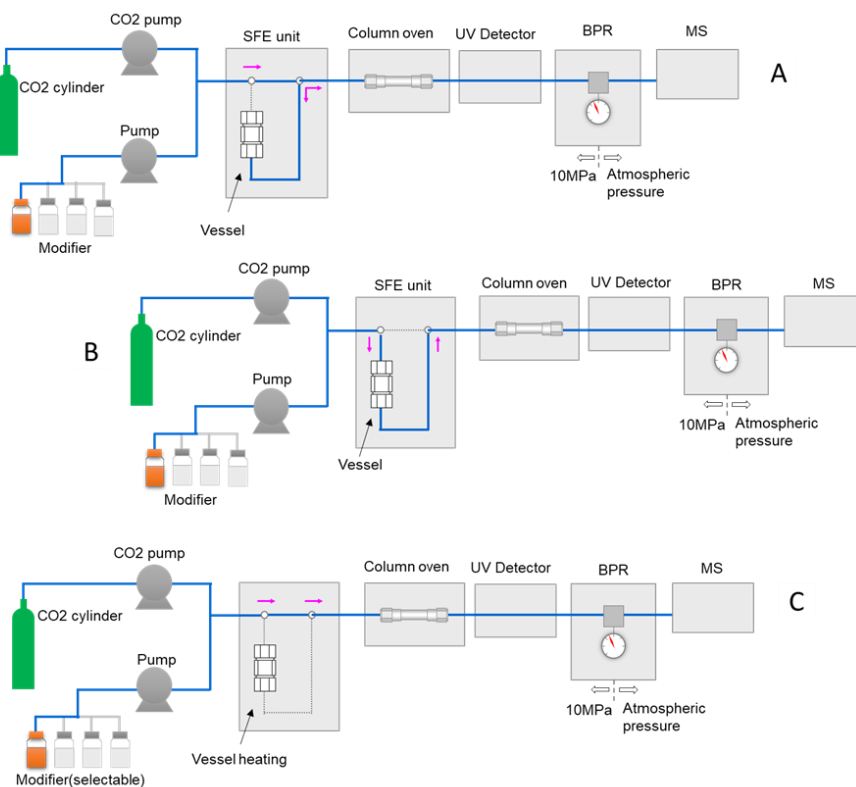 CO2 pump
SFE unit
Column oven
UV Detector
BPR
MS
A
CO2 cylinder
Pump
10MPa
Atmospheric
pressure
Vessel
Modifier
CO2 pump
SFE unit
Column oven
UV Detector
BPR
MS
CO2 cylinder
B
Pump
10MPa
Atmospheric
pressure
Vessel
Modifier
CO2 pump
Column oven
UV Detector
BPR
MS
C
CO2 cylinder
Pump
10MPa
Atmospheric
pressure
Vessel heating
Modifier(selectable)